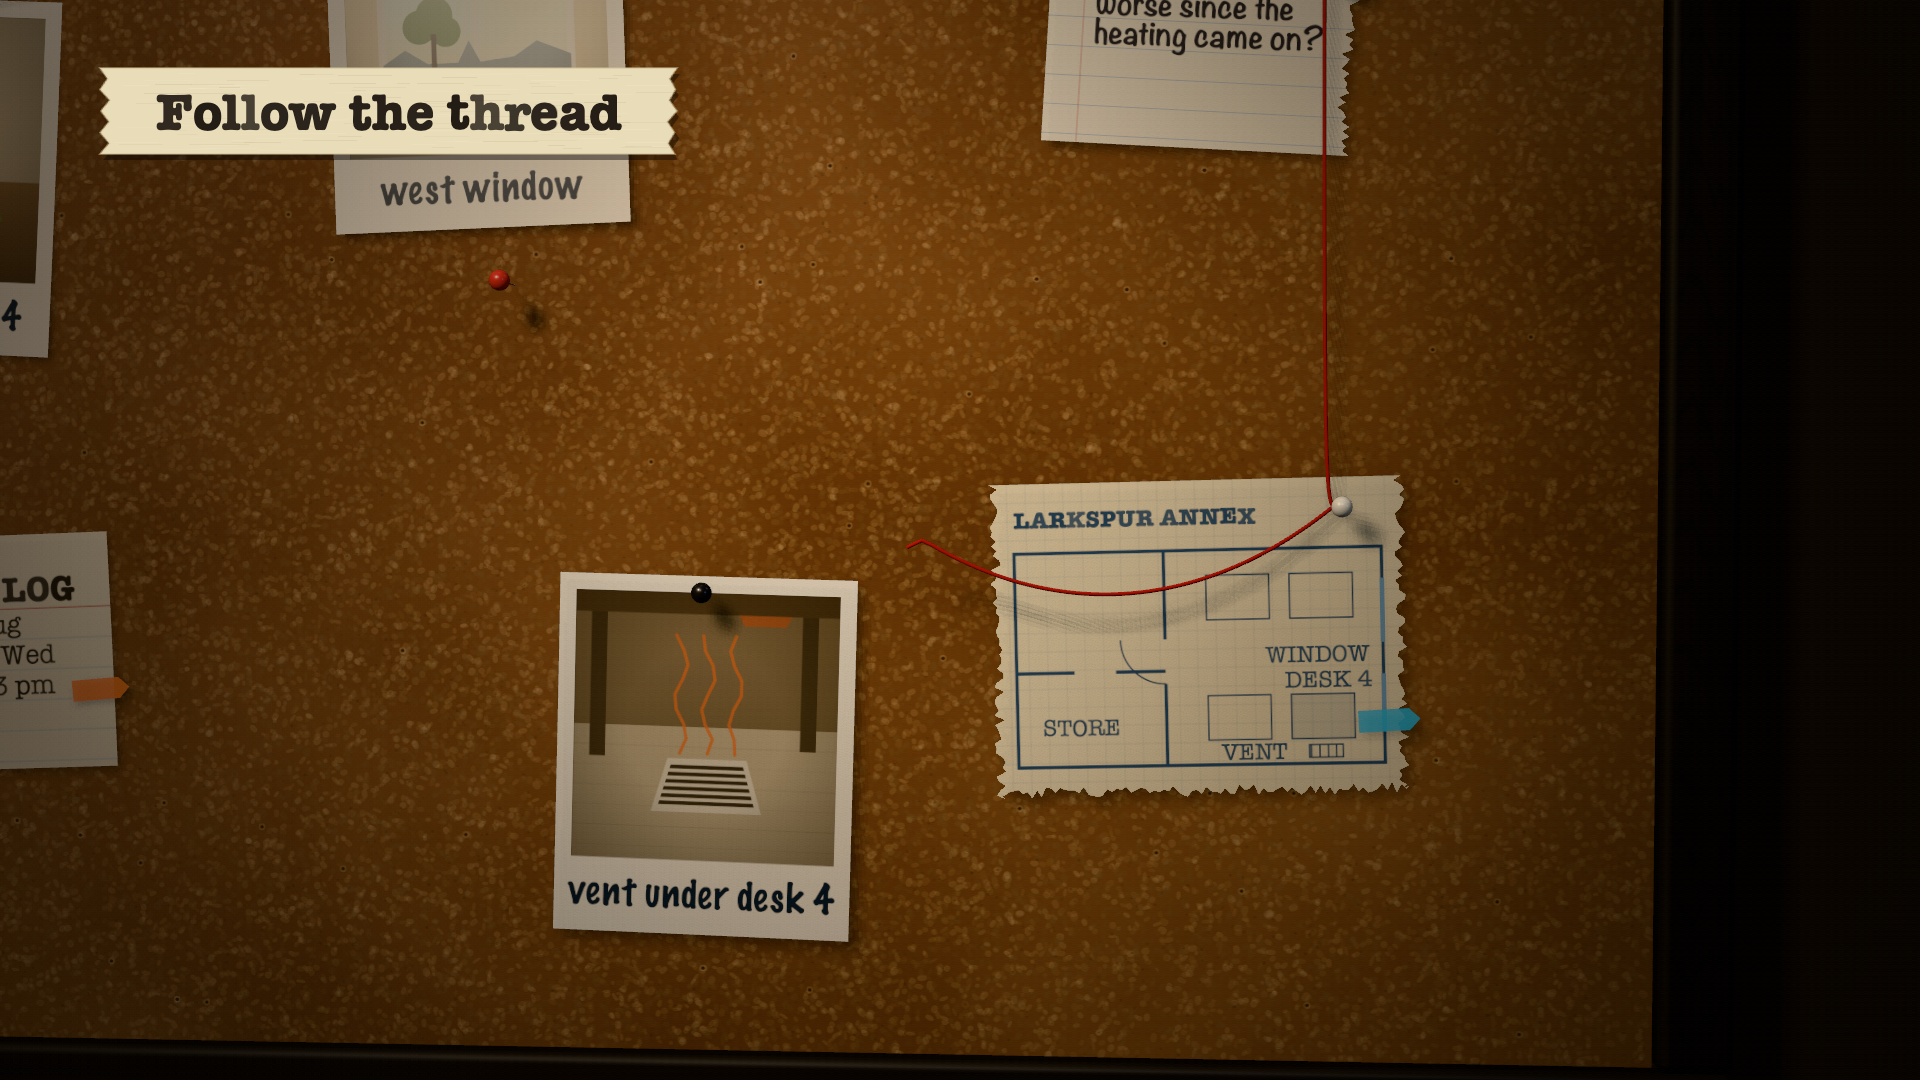 worse since the
heating came on?
Follow the thread
west window
4
LARKSPUR ANNEX
WINDOW
DESK 4
STORE
VENT
LOG
Wed
3 pm
vent under desk 4